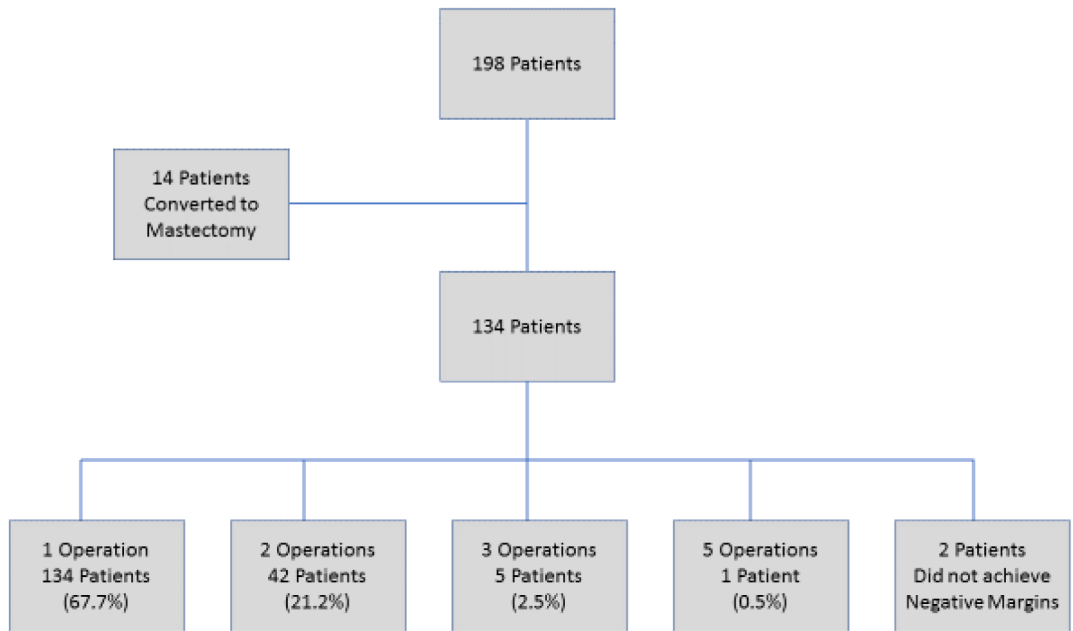 198 Patients
14 Patients
Converted to
Mastectomy
134 Patients
1 Operation
134 Patients
(67.7%)
2 Operations
42 Patients
(21.2%)
3 Operations
5 Patients
(2.5%)
5 Operations
1 Patient
(0.5%)
2 Patients
Did not achieve
Negative Margins